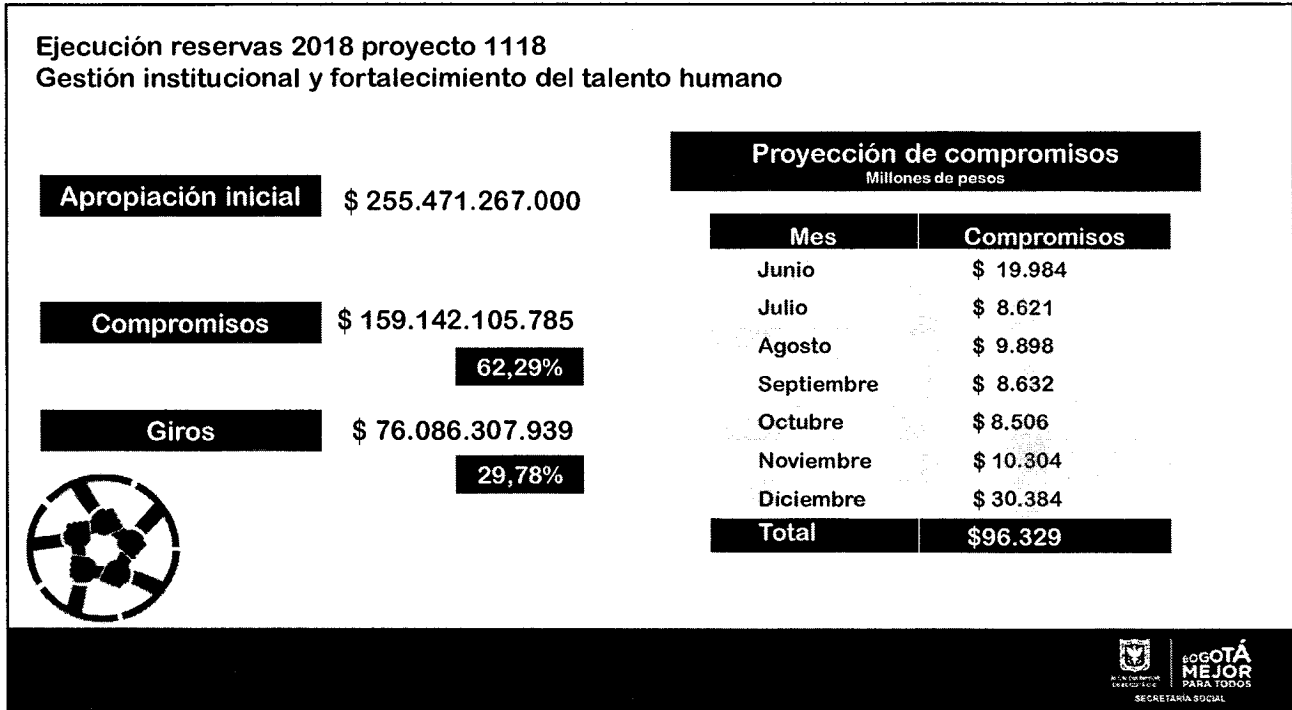 Ejecución reservas 2018 proyecto 1118
Gestión institucional y fortalecimiento del talento humano
Apropiación inicial $ 255.471.267.000
Compromisos $ 159.142.105.785
62,29%
Giros $ 76.086.307.939
29,78%
Proyección de compromisos
Millones de pesos
Mes Compromisos
Junio $ 19.984
Julio $ 8.621
Agosto $ 9.898
Septiembre $ 8.632
Octubre $ 8.506
Noviembre $ 10.304
Diciembre $ 30.384
Total $96.329
BOGOTÁ
MEJOR
PARA TODOS
SECRETARÍA SOCIAL